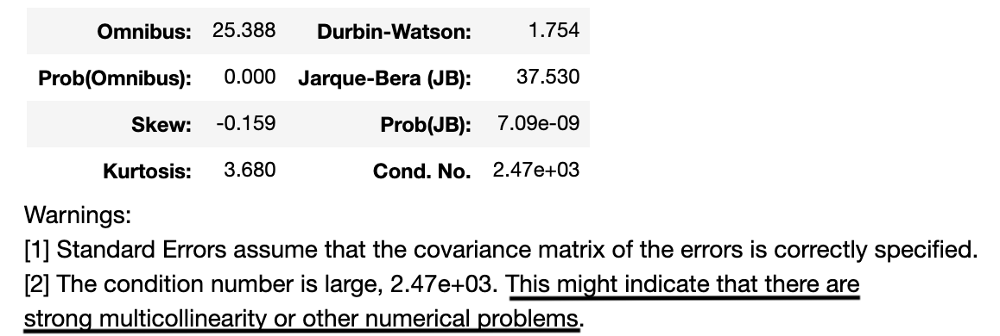 Omnibus: 25.388 Durbin-Watson: 1.754
Prob(Omnibus): 0.000 Jarque-Bera (JB): 37.530
Skew: -0.159 Prob(JB): 7.09e-09
Kurtosis: 3.680 Cond. No. 2.47e+03
Warnings:
[1] Standard Errors assume that the covariance matrix of the errors is correctly specified.
[2] The condition number is large, 2.47e+03. This might indicate that there are
strong multicollinearity or other numerical problems.